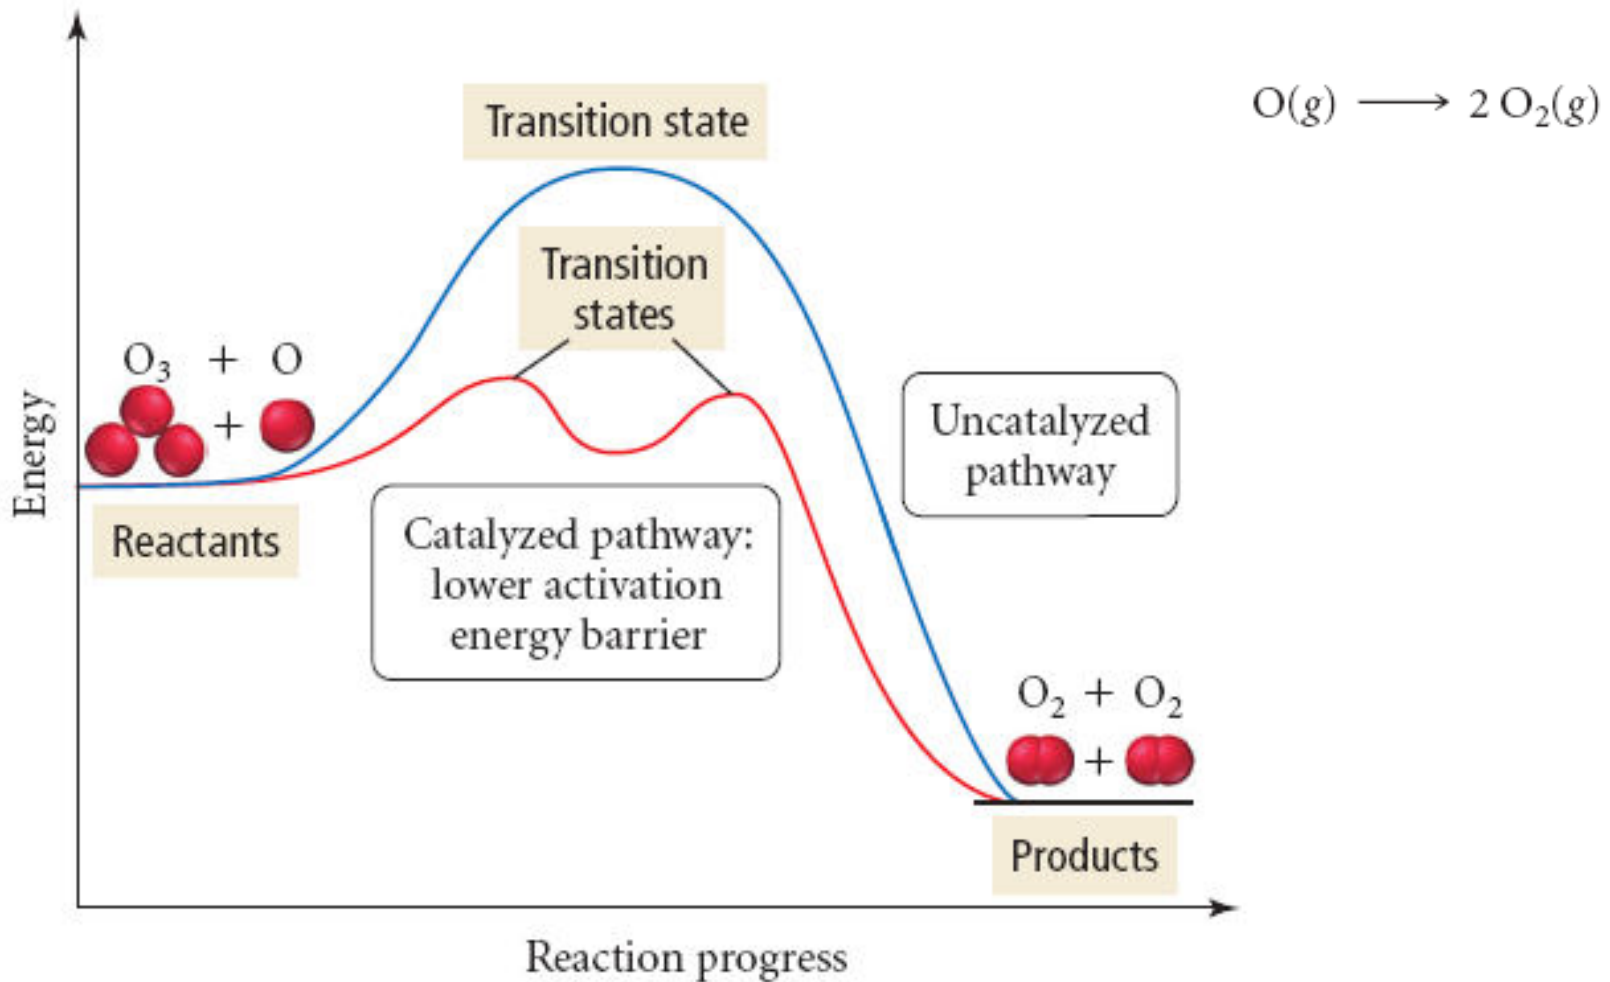 O(g) ⟶ 2 O₂(g)
Transition state
Transition
states
O₃ + O
+
Energy
Reactants
Uncatalyzed
pathway
Catalyzed pathway:
lower activation
energy barrier
O₂ + O₂
+
Products
Reaction progress